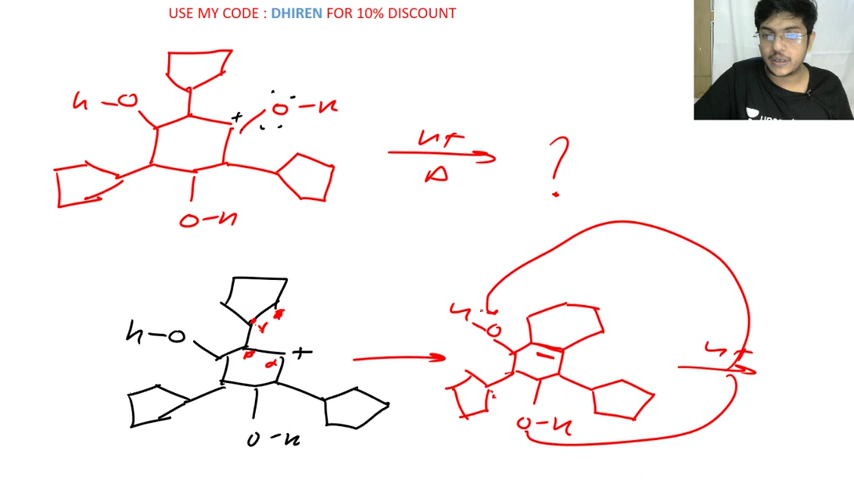 USE MY CODE : DHIREN FOR 10% DISCOUNT
H-O
+
O-H
H+
Δ
?
O-H
H-O
γ
β
α
+
O-H
H
O
H+
O-H